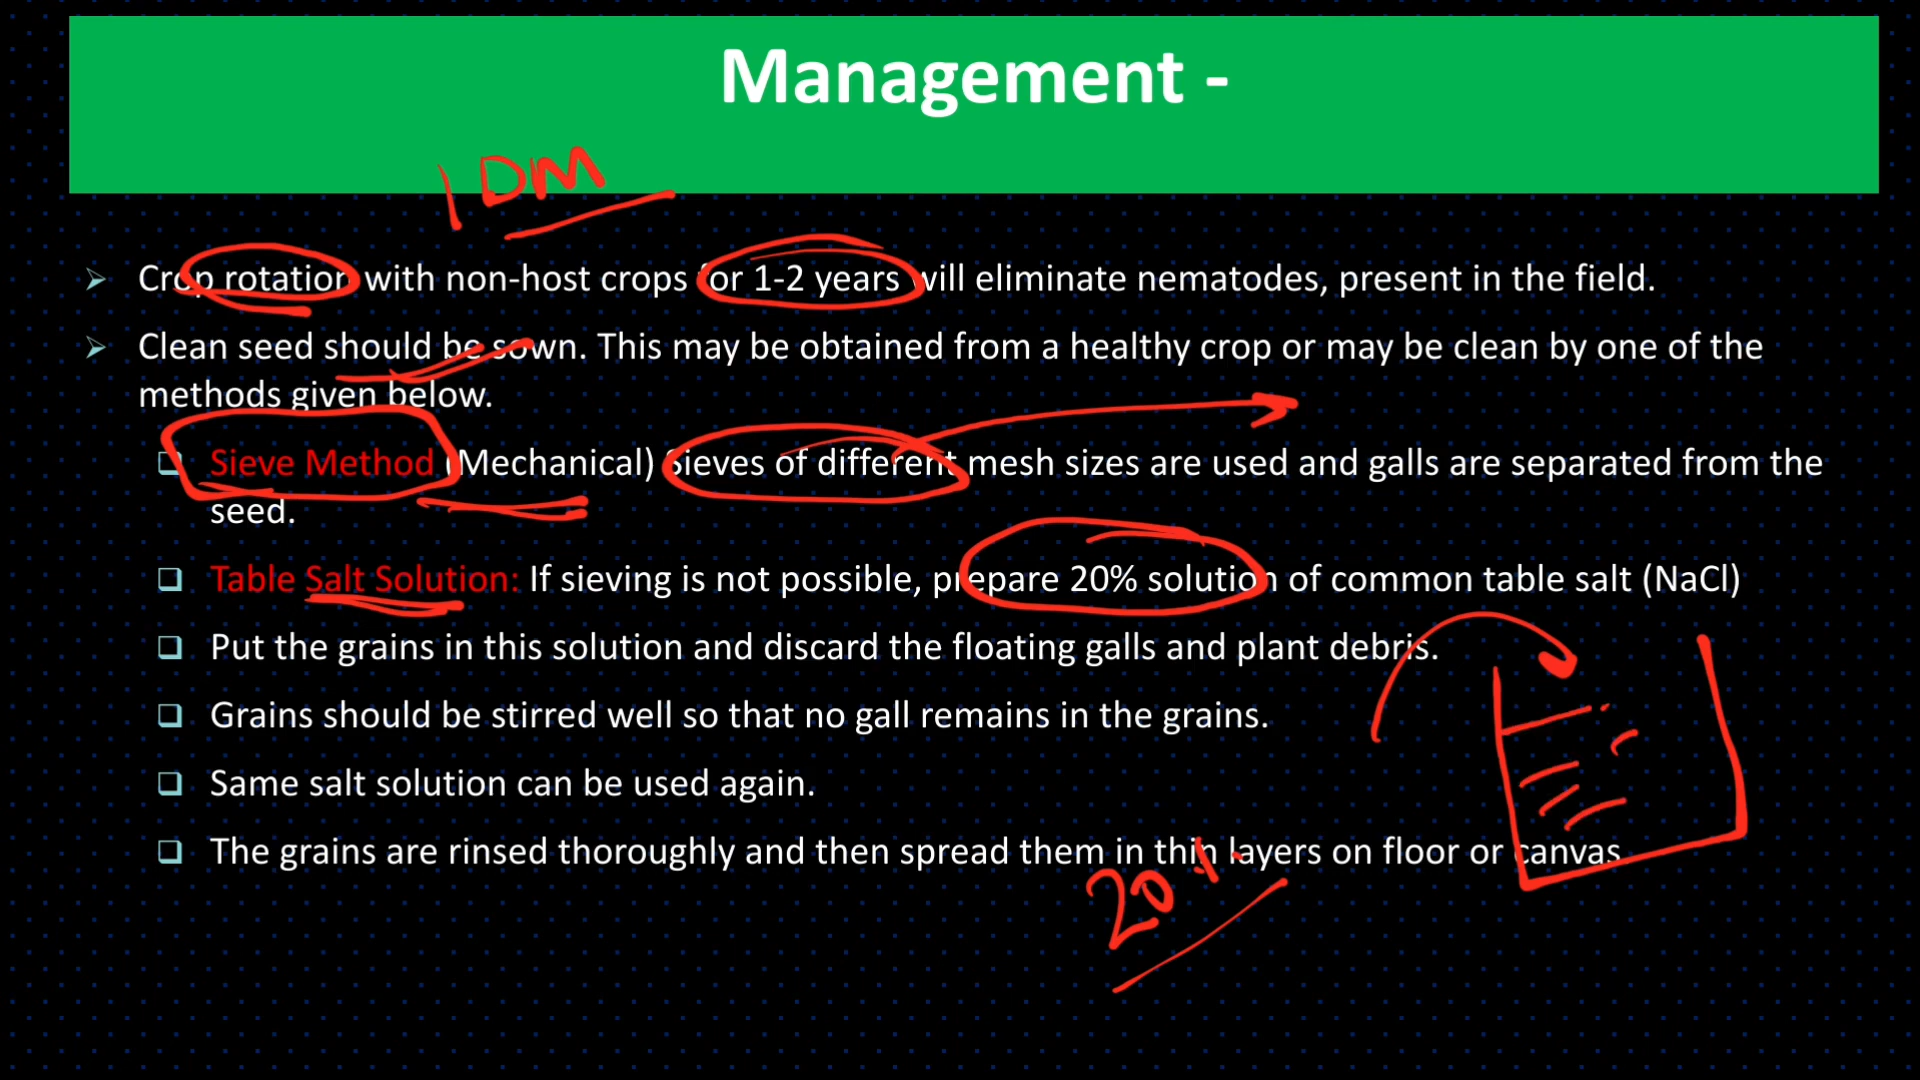 Management -
IDM
Crop rotation with non-host crops for 1-2 years will eliminate nematodes, present in the field.
Clean seed should be sown. This may be obtained from a healthy crop or may be clean by one of the
methods given below.
Sieve Method (Mechanical) Sieves of different mesh sizes are used and galls are separated from the
seed.
Table Salt Solution: If sieving is not possible, prepare 20% solution of common table salt (NaCl)
Put the grains in this solution and discard the floating galls and plant debris.
Grains should be stirred well so that no gall remains in the grains.
Same salt solution can be used again.
The grains are rinsed thoroughly and then spread them in thin layers on floor or canvas.
20%